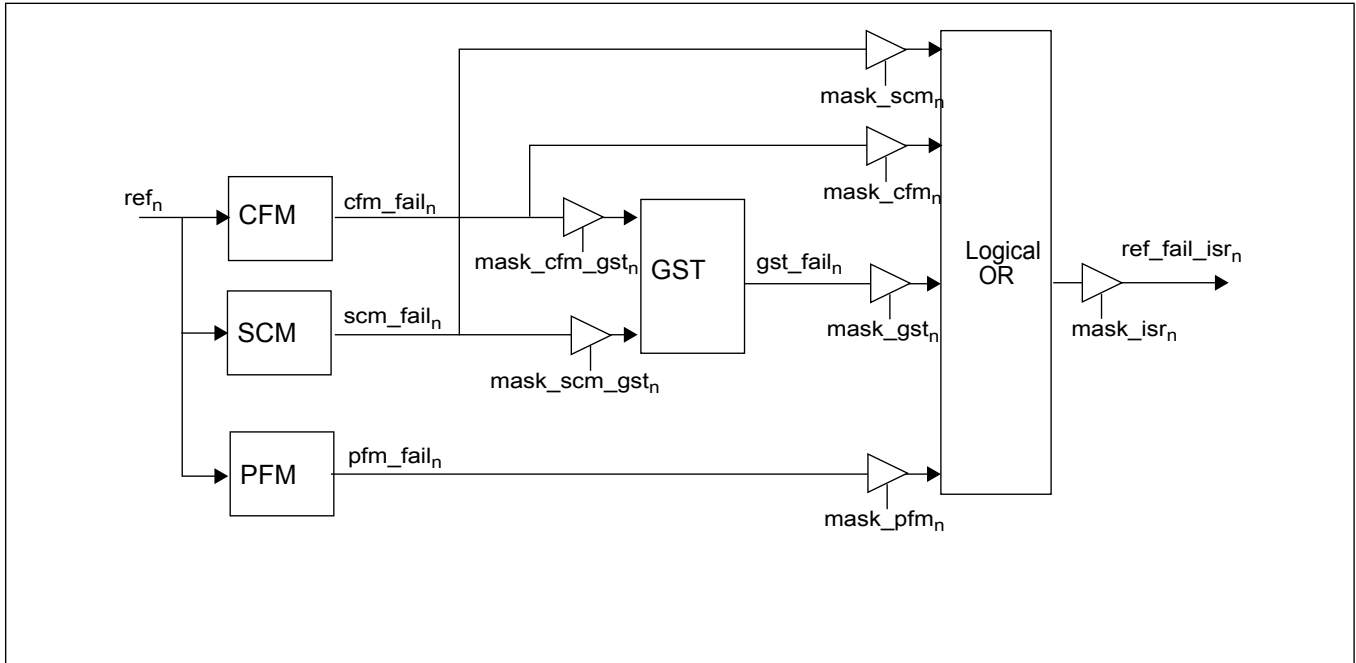 mask_scmn
mask_cfmn
refn
CFM
cfm_failn
mask_cfm_gstn
GST
gst_failn
mask_gstn
Logical
OR
ref_fail_isrn
mask_isrn
SCM
scm_failn
mask_scm_gstn
PFM
pfm_failn
mask_pfmn